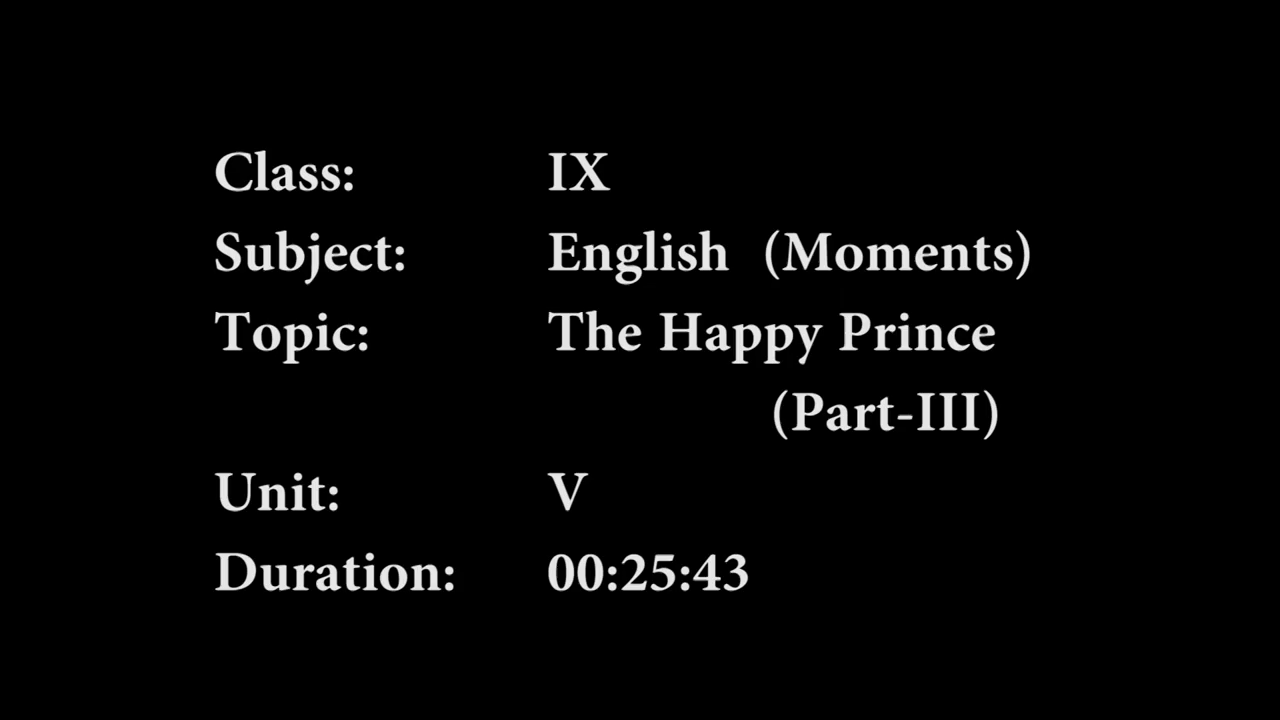 Class: IX
Subject: English (Moments)
Topic: The Happy Prince
(Part-III)
Unit: V
Duration: 00:25:43